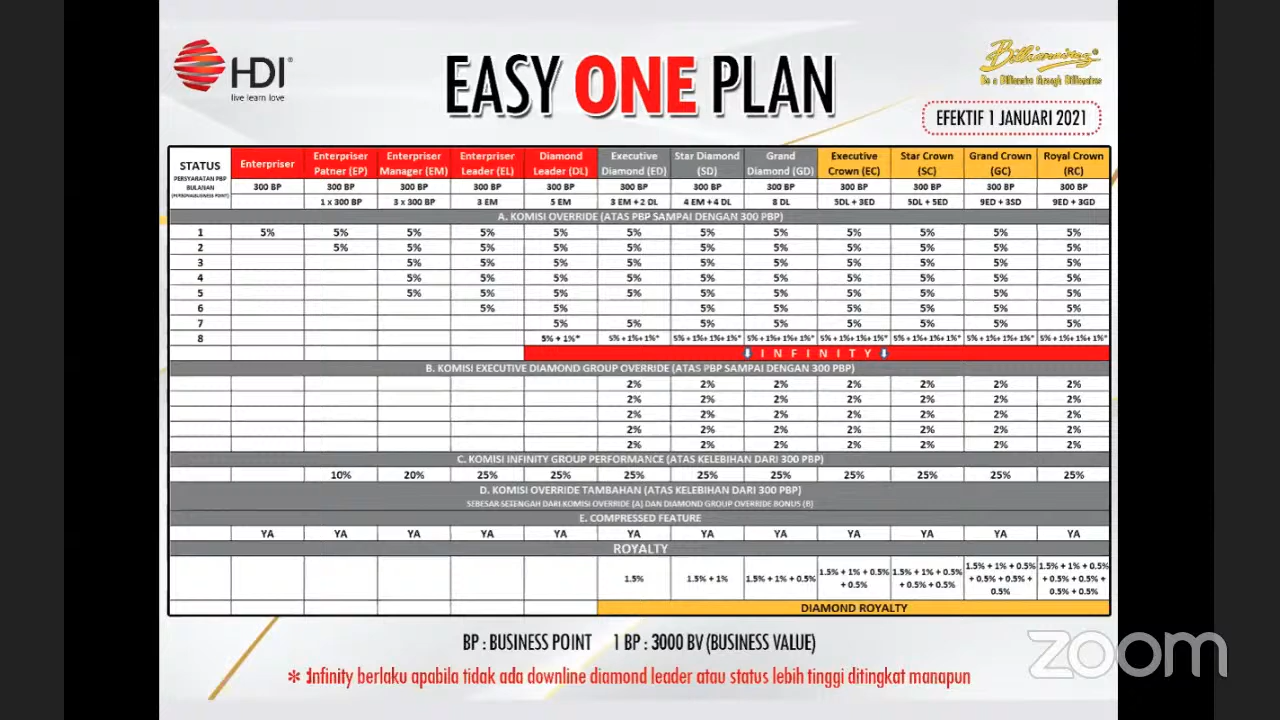 HDI®
live learn love
EASY ONE PLAN
Billionaires®
Be a Billionaire through Billionaires
EFEKTIF 1 JANUARI 2021
STATUS
PERSYARATAN PBP
BULANAN
(PERSONAL BUSINESS POINT)
Enterpriser
Enterpriser
Patner (EP)
Enterpriser
Manager (EM)
Enterpriser
Leader (EL)
Diamond
Leader (DL)
Executive
Diamond (ED)
Star Diamond
(SD)
Grand
Diamond (GD)
Executive
Crown (EC)
Star Crown
(SC)
Grand Crown
(GC)
Royal Crown
(RC)
300 BP 300 BP 300 BP 300 BP 300 BP 300 BP 300 BP 300 BP 300 BP 300 BP 300 BP 300 BP
1 x 300 BP 3 x 300 BP 3 EM 5 EM 3 EM + 2 DL 4 EM + 4 DL 8 DL 5DL + 3ED 5DL + 5ED 9ED + 3SD 9ED + 3GD
A. KOMISI OVERRIDE (ATAS PBP SAMPAI DENGAN 300 PBP)
1 5% 5% 5% 5% 5% 5% 5% 5% 5% 5% 5% 5%
2 5% 5% 5% 5% 5% 5% 5% 5% 5% 5% 5%
3 5% 5% 5% 5% 5% 5% 5% 5% 5% 5%
4 5% 5% 5% 5% 5% 5% 5% 5% 5% 5%
5 5% 5% 5% 5% 5% 5% 5% 5% 5% 5%
6 5% 5% 5% 5% 5% 5% 5% 5%
7 5% 5% 5% 5% 5% 5% 5% 5%
8 5% + 1%* 5% + 1%+ 1%* 5% + 1%+ 1%+ 1%* 5% + 1%+ 1%+ 1%* 5% + 1%+ 1%+ 1%* 5% + 1%+ 1%+ 1%* 5% + 1%+ 1%+ 1%* 5% + 1%+ 1%+ 1%*
INFINITY
B. KOMISI EXECUTIVE DIAMOND GROUP OVERRIDE (ATAS PBP SAMPAI DENGAN 300 PBP)
2% 2% 2% 2% 2% 2% 2%
2% 2% 2% 2% 2% 2% 2%
2% 2% 2% 2% 2% 2% 2%
2% 2% 2% 2% 2% 2% 2%
2% 2% 2% 2% 2% 2% 2%
C. KOMISI INFINITY GROUP PERFORMANCE (ATAS KELEBIHAN DARI 300 PBP)
10% 20% 25% 25% 25% 25% 25% 25% 25% 25% 25%
D. KOMISI OVERRIDE TAMBAHAN (ATAS KELEBIHAN DARI 300 PBP)
SEBESAR SETENGAH DARI KOMISI OVERRIDE (A) DAN DIAMOND GROUP OVERRIDE BONUS (B)
E. COMPRESSED FEATURE
YA YA YA YA YA YA YA YA YA YA YA YA
ROYALTY
1.5%
1.5% + 1%
1.5% + 1% + 0.5%
1.5% + 1% + 0.5%
+ 0.5%
1.5% + 1% + 0.5%
+ 0.5% + 0.5%
1.5% + 1% + 0.5%
+ 0.5% + 0.5% +
0.5%
1.5% + 1% + 0.5%
+ 0.5% + 0.5% +
0.5% + 0.5%
DIAMOND ROYALTY
BP : BUSINESS POINT 1 BP : 3000 BV (BUSINESS VALUE)
* :Infinity berlaku apabila tidak ada downline diamond leader atau status lebih tinggi ditingkat manapun
zoom